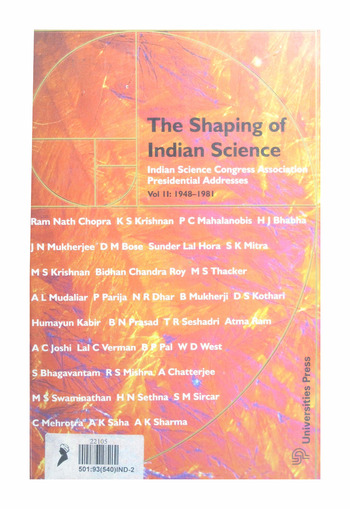 The Shaping of
Indian Science
Indian Science Congress Association
Presidential Addresses
Vol II: 1948–1981
Ram Nath Chopra K S Krishnan P C Mahalanobis H J Bhabha
J N Mukherjee D M Bose Sunder Lal Hora S K Mitra
M S Krishnan Bidhan Chandra Roy M S Thacker
A L Mudaliar P Parija N R Dhar B Mukherji D S Kothari
Humayun Kabir B N Prasad T R Seshadri Atma Ram
A C Joshi Lal C Verman B P Pal W D West
S Bhagavantam R S Mishra A Chatterjee
M S Swaminathan H N Sethna S M Sircar
C Mehrotra A K Saha A K Sharma
Universities Press
22105
501:93(540)IND-2